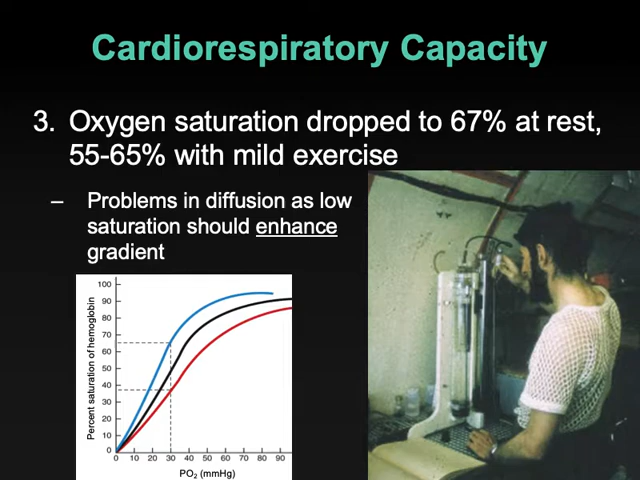 Cardiorespiratory Capacity
3. Oxygen saturation dropped to 67% at rest,
55-65% with mild exercise
– Problems in diffusion as low
saturation should enhance
gradient
Percent saturation of hemoglobin
100
90
80
70
60
50
40
30
20
10
0
0 10 20 30 40 50 60 70 80 90
PO₂ (mmHg)